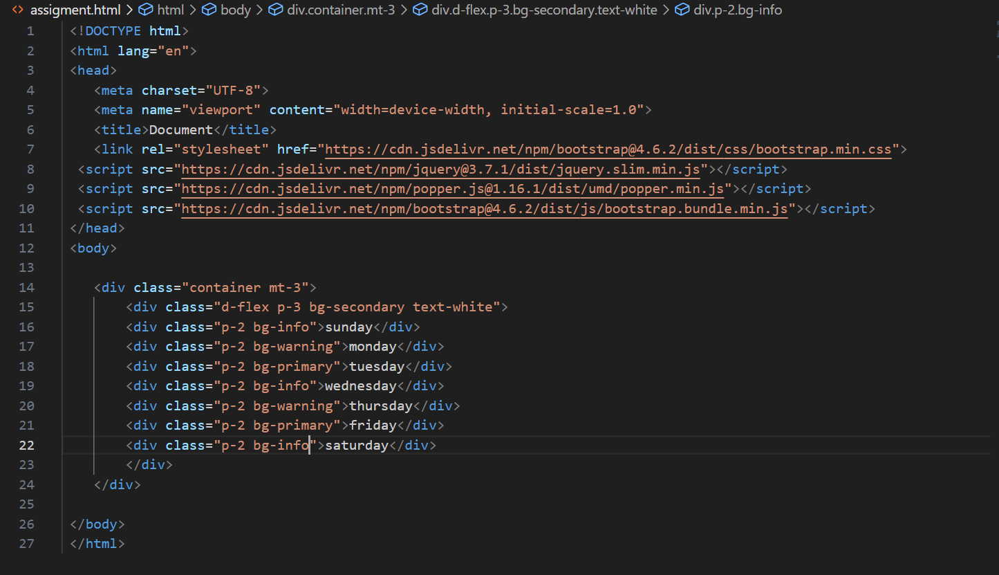 <> assigment.html > html > body > div.container.mt-3 > div.d-flex.p-3.bg-secondary.text-white > div.p-2.bg-info
1 <!DOCTYPE html>
2 <html lang="en">
3 <head>
4 <meta charset="UTF-8">
5 <meta name="viewport" content="width=device-width, initial-scale=1.0">
6 <title>Document</title>
7 <link rel="stylesheet" href="https://cdn.jsdelivr.net/npm/bootstrap@4.6.2/dist/css/bootstrap.min.css">
8 <script src="https://cdn.jsdelivr.net/npm/jquery@3.7.1/dist/jquery.slim.min.js"></script>
9 <script src="https://cdn.jsdelivr.net/npm/popper.js@1.16.1/dist/umd/popper.min.js"></script>
10 <script src="https://cdn.jsdelivr.net/npm/bootstrap@4.6.2/dist/js/bootstrap.bundle.min.js"></script>
11 </head>
12 <body>
13
14 <div class="container mt-3">
15 <div class="d-flex p-3 bg-secondary text-white">
16 <div class="p-2 bg-info">sunday</div>
17 <div class="p-2 bg-warning">monday</div>
18 <div class="p-2 bg-primary">tuesday</div>
19 <div class="p-2 bg-info">wednesday</div>
20 <div class="p-2 bg-warning">thursday</div>
21 <div class="p-2 bg-primary">friday</div>
22 <div class="p-2 bg-info">saturday</div>
23 </div>
24 </div>
25
26 </body>
27 </html>